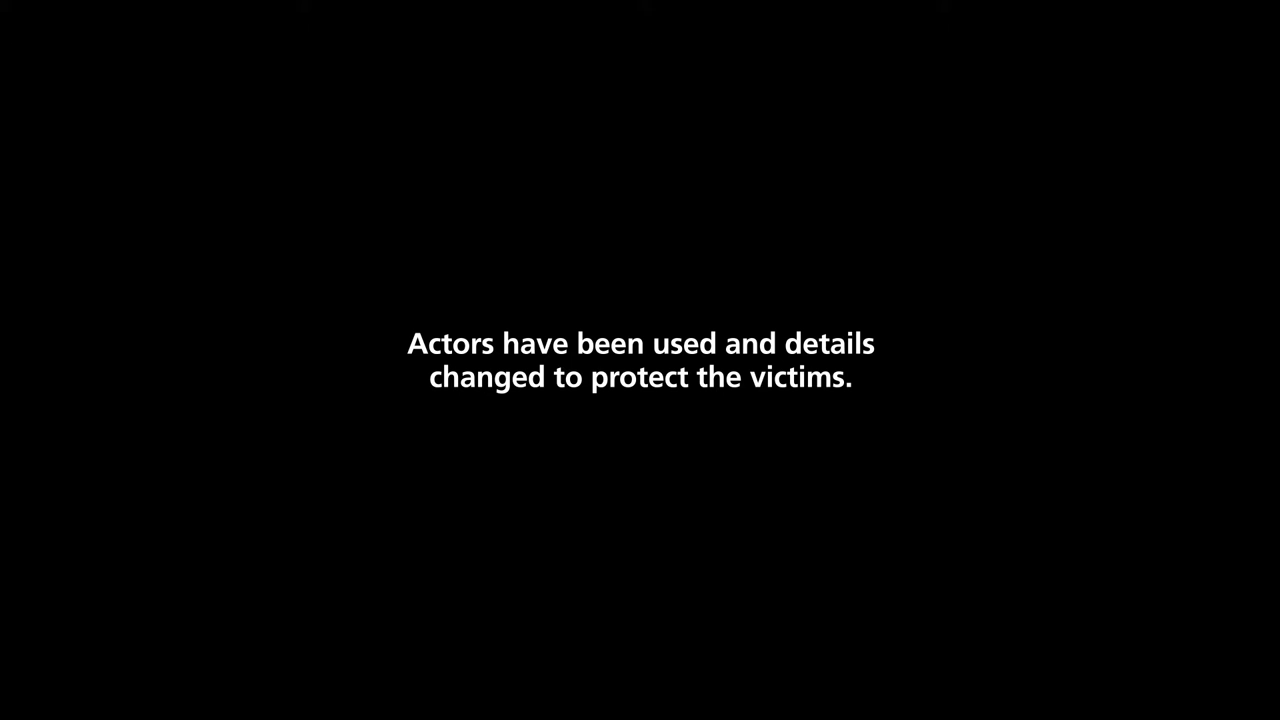 Actors have been used and details
changed to protect the victims.